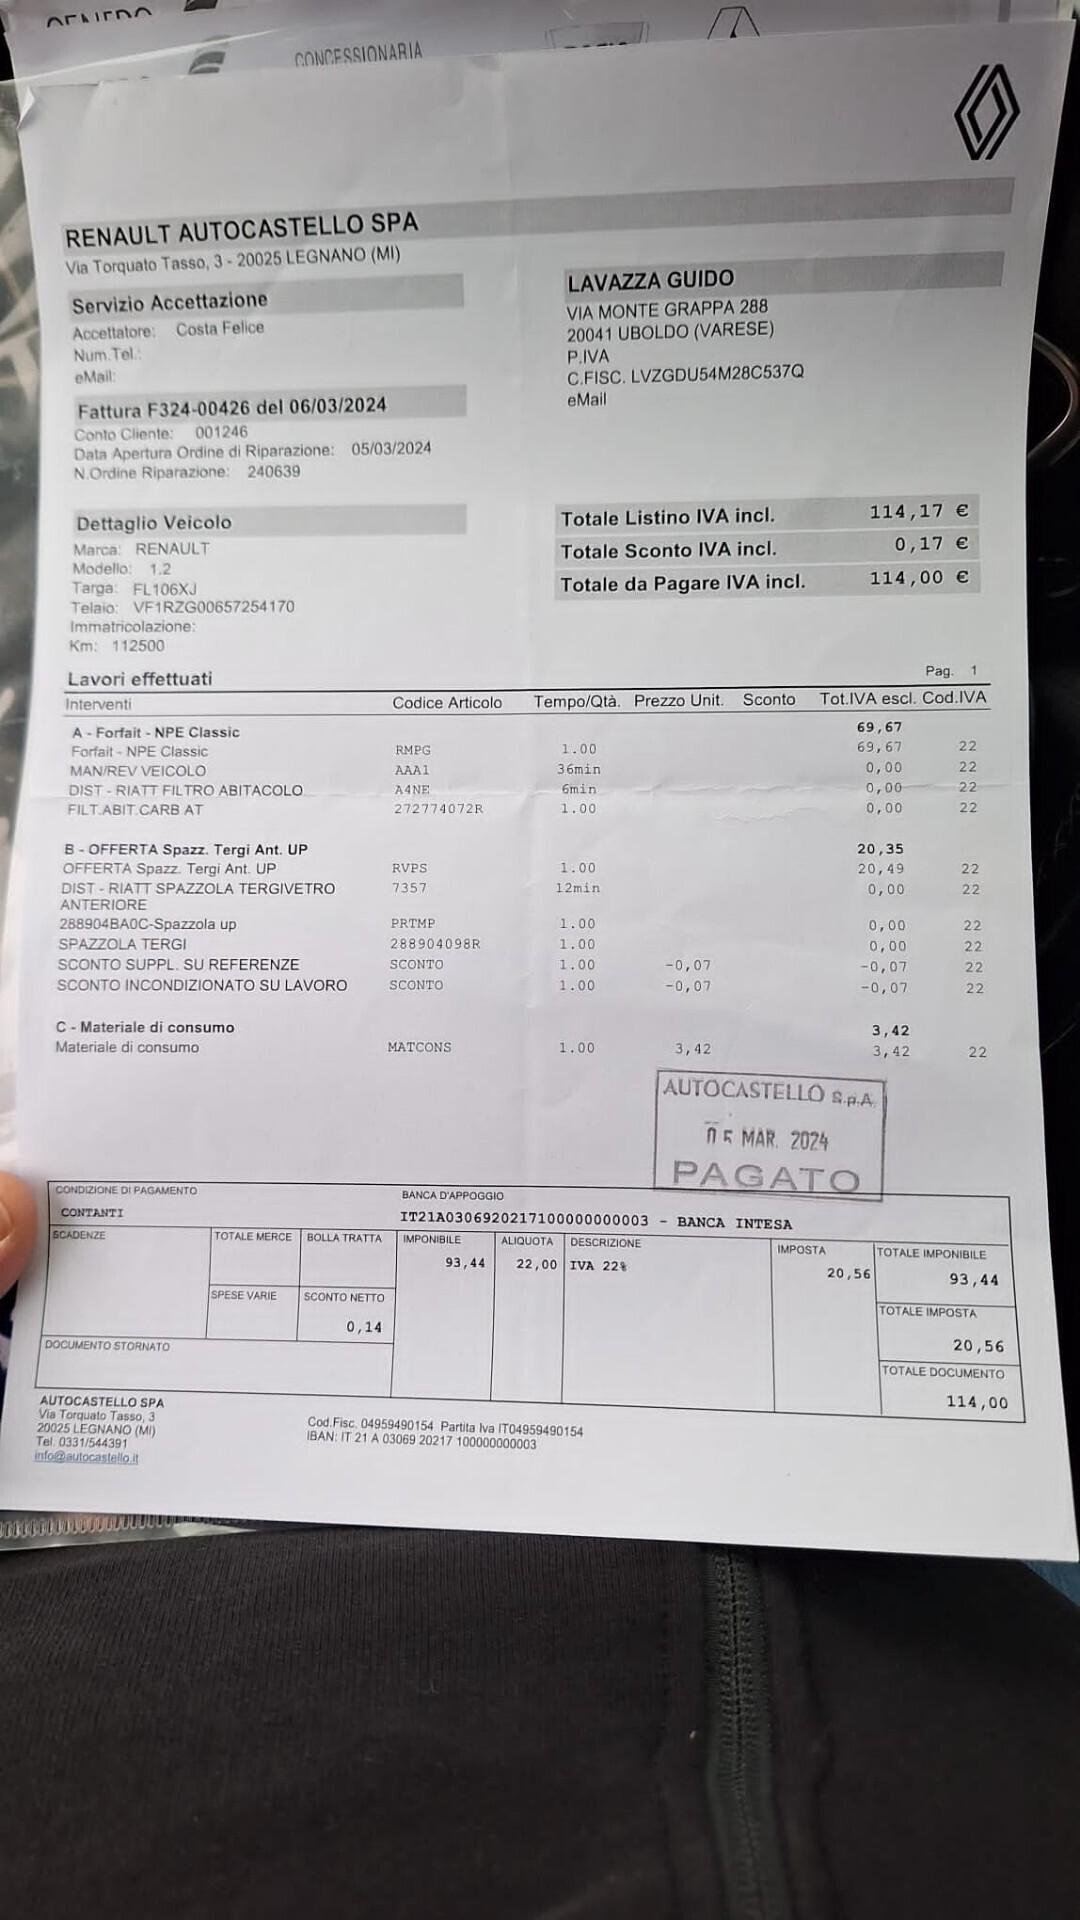 CONCESSIONARIA
RENAULT AUTOCASTELLO SPA
Via Torquato Tasso, 3 - 20025 LEGNANO (MI)
Servizio Accettazione
Accettatore: Costa Felice
Num.Tel.:
eMail:
LAVAZZA GUIDO
VIA MONTE GRAPPA 288
20041 UBOLDO (VARESE)
P.IVA
C.FISC. LVZGDU54M28C537Q
eMail
Fattura F324-00426 del 06/03/2024
Conto Cliente: 001246
Data Apertura Ordine di Riparazione: 05/03/2024
N.Ordine Riparazione: 240639
Dettaglio Veicolo
Marca: RENAULT
Modello: 1.2
Targa: FL106XJ
Telaio: VF1RZG00657254170
Immatricolazione:
Km: 112500
Totale Listino IVA incl. 114,17 €
Totale Sconto IVA incl. 0,17 €
Totale da Pagare IVA incl. 114,00 €
Lavori effettuati Pag. 1
Interventi Codice Articolo Tempo/Qtà. Prezzo Unit. Sconto Tot.IVA escl. Cod.IVA
A - Forfait - NPE Classic 69,67
Forfait - NPE Classic RMPG 1.00 69,67 22
MAN/REV VEICOLO AAA1 36min 0,00 22
DIST - RIATT FILTRO ABITACOLO A4NE 6min 0,00 22
FILT.ABIT.CARB AT 272774072R 1.00 0,00 22
B - OFFERTA Spazz. Tergi Ant. UP 20,35
OFFERTA Spazz. Tergi Ant. UP RVPS 1.00 20,49 22
DIST - RIATT SPAZZOLA TERGIVETRO 7357 12min 0,00 22
ANTERIORE
288904BA0C-Spazzola up PRTMP 1.00 0,00 22
SPAZZOLA TERGI 288904098R 1.00 0,00 22
SCONTO SUPPL. SU REFERENZE SCONTO 1.00 -0,07 -0,07 22
SCONTO INCONDIZIONATO SU LAVORO SCONTO 1.00 -0,07 -0,07 22
C - Materiale di consumo 3,42
Materiale di consumo MATCONS 1.00 3,42 3,42 22
AUTOCASTELLO S.p.A.
05 MAR. 2024
PAGATO
CONDIZIONE DI PAGAMENTO BANCA D'APPOGGIO
CONTANTI IT21A0306920217100000000003 - BANCA INTESA
SCADENZE TOTALE MERCE BOLLA TRATTA IMPONIBILE ALIQUOTA DESCRIZIONE IMPOSTA TOTALE IMPONIBILE
93,44 22,00 IVA 22% 20,56 93,44
SPESE VARIE SCONTO NETTO TOTALE IMPOSTA
0,14 20,56
DOCUMENTO STORNATO TOTALE DOCUMENTO
114,00
AUTOCASTELLO SPA
Via Torquato Tasso, 3
20025 LEGNANO (MI)
Tel. 0331/544391
info@autocastello.it
Cod.Fisc. 04959490154 Partita Iva IT04959490154
IBAN: IT 21 A 03069 20217 100000000003